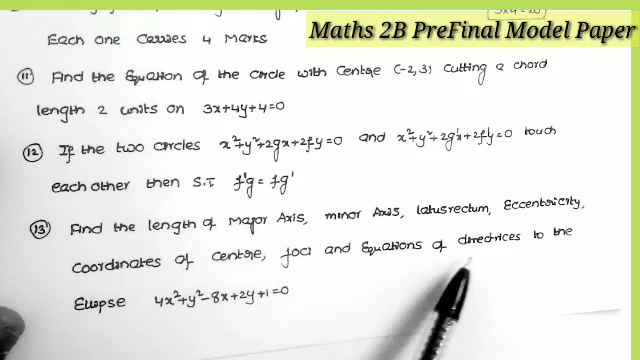 5x4=20
Maths 2B PreFinal Model Paper
Each one Carries 4 Marks
11 Find the Equation of the circle with Centre (-2,3) Cutting a chord
length 2 units on 3x+4y+4=0
12 If the two circles x²+y²+2gx+2fy=0 and x²+y²+2g'x+2f'y=0 touch
each other then S.T f'g = fg'
13 Find the length of Major Axis, minor Axis, latusrectum, Eccentricity,
Coordinates of Centre, foci and Equations of directrices to the
Ellipse 4x²+y²-8x+2y+1=0